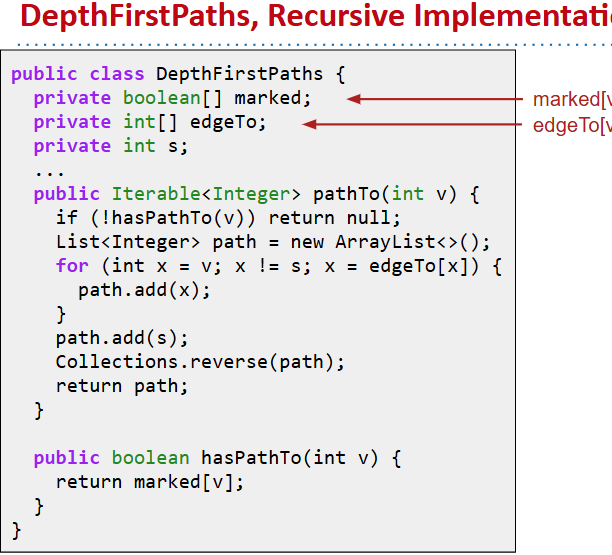 DepthFirstPaths, Recursive Implementati
public class DepthFirstPaths {
private boolean[] marked;
marked[v
private int[] edgeTo;
edgeTo[v
private int s;
...
public Iterable<Integer> pathTo(int v) {
if (!hasPathTo(v)) return null;
List<Integer> path = new ArrayList<>();
for (int x = v; x != s; x = edgeTo[x]) {
path.add(x);
}
path.add(s);
Collections.reverse(path);
return path;
}
public boolean hasPathTo(int v) {
return marked[v];
}
}